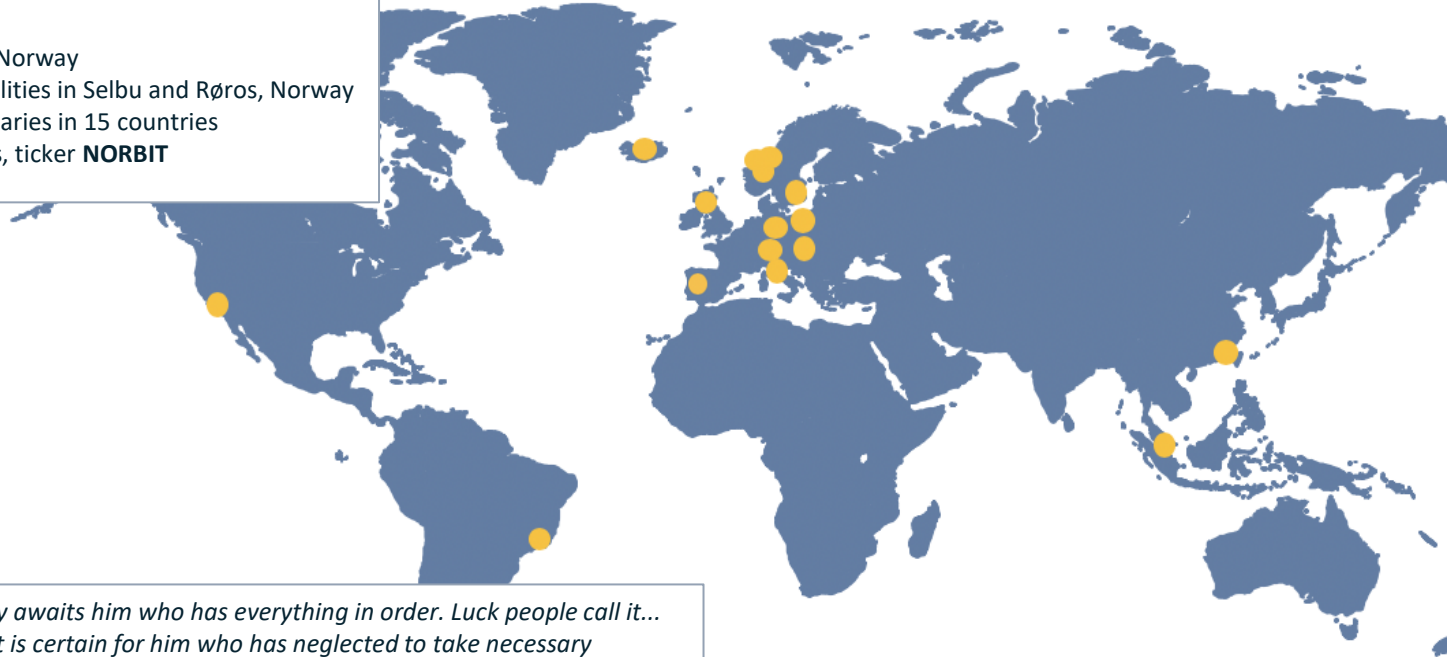 Norway
lities in Selbu and Røros, Norway
aries in 15 countries
s, ticker NORBIT
y awaits him who has everything in order. Luck people call it...
t is certain for him who has neglected to take necessary